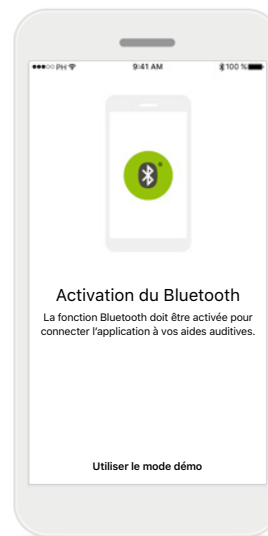 PH 9:41 AM 100 %
Activation du Bluetooth
La fonction Bluetooth doit être activée pour
connecter l'application à vos aides auditives.
Utiliser le mode démo